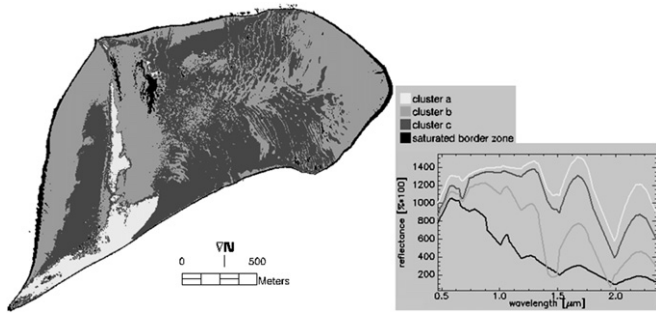 cluster a
cluster b
cluster c
saturated border zone
1400
1200
1000
800
600
400
200
reflectance [%*100]
0.5 1.0 1.5 2.0
wavelength [μm]
N
0 500
Meters